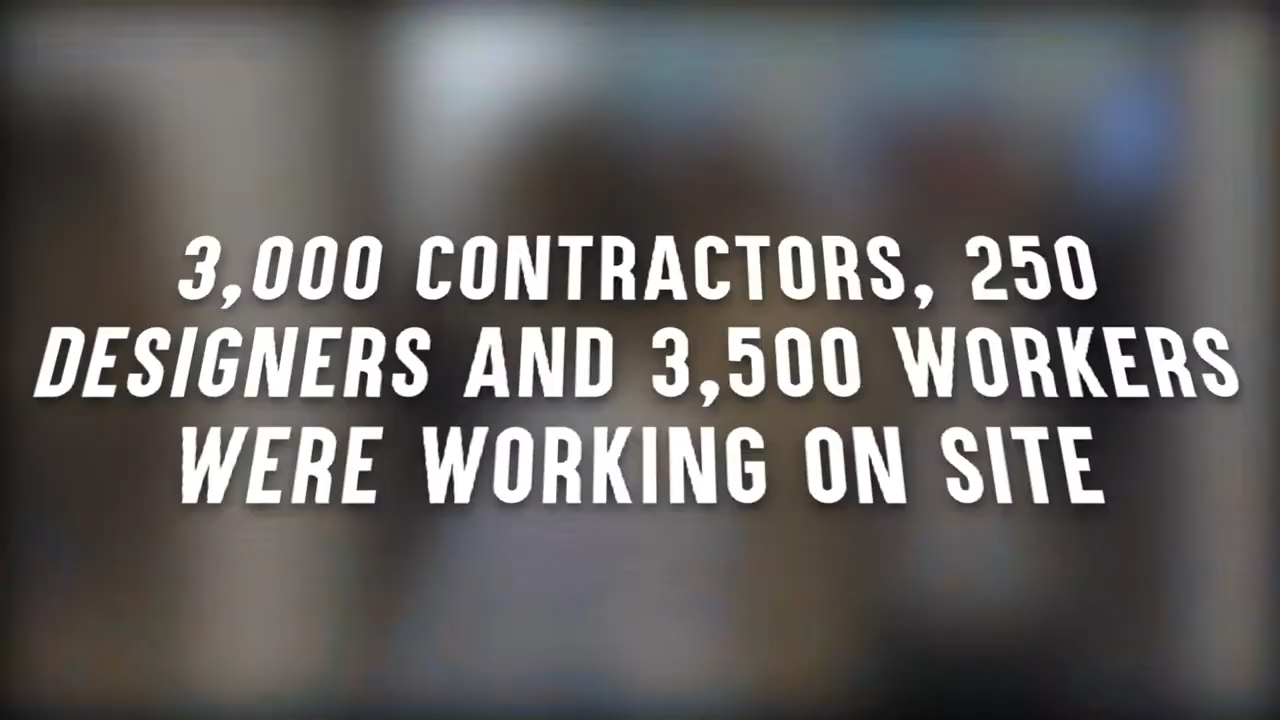 3,000 CONTRACTORS, 250
DESIGNERS AND 3,500 WORKERS
WERE WORKING ON SITE